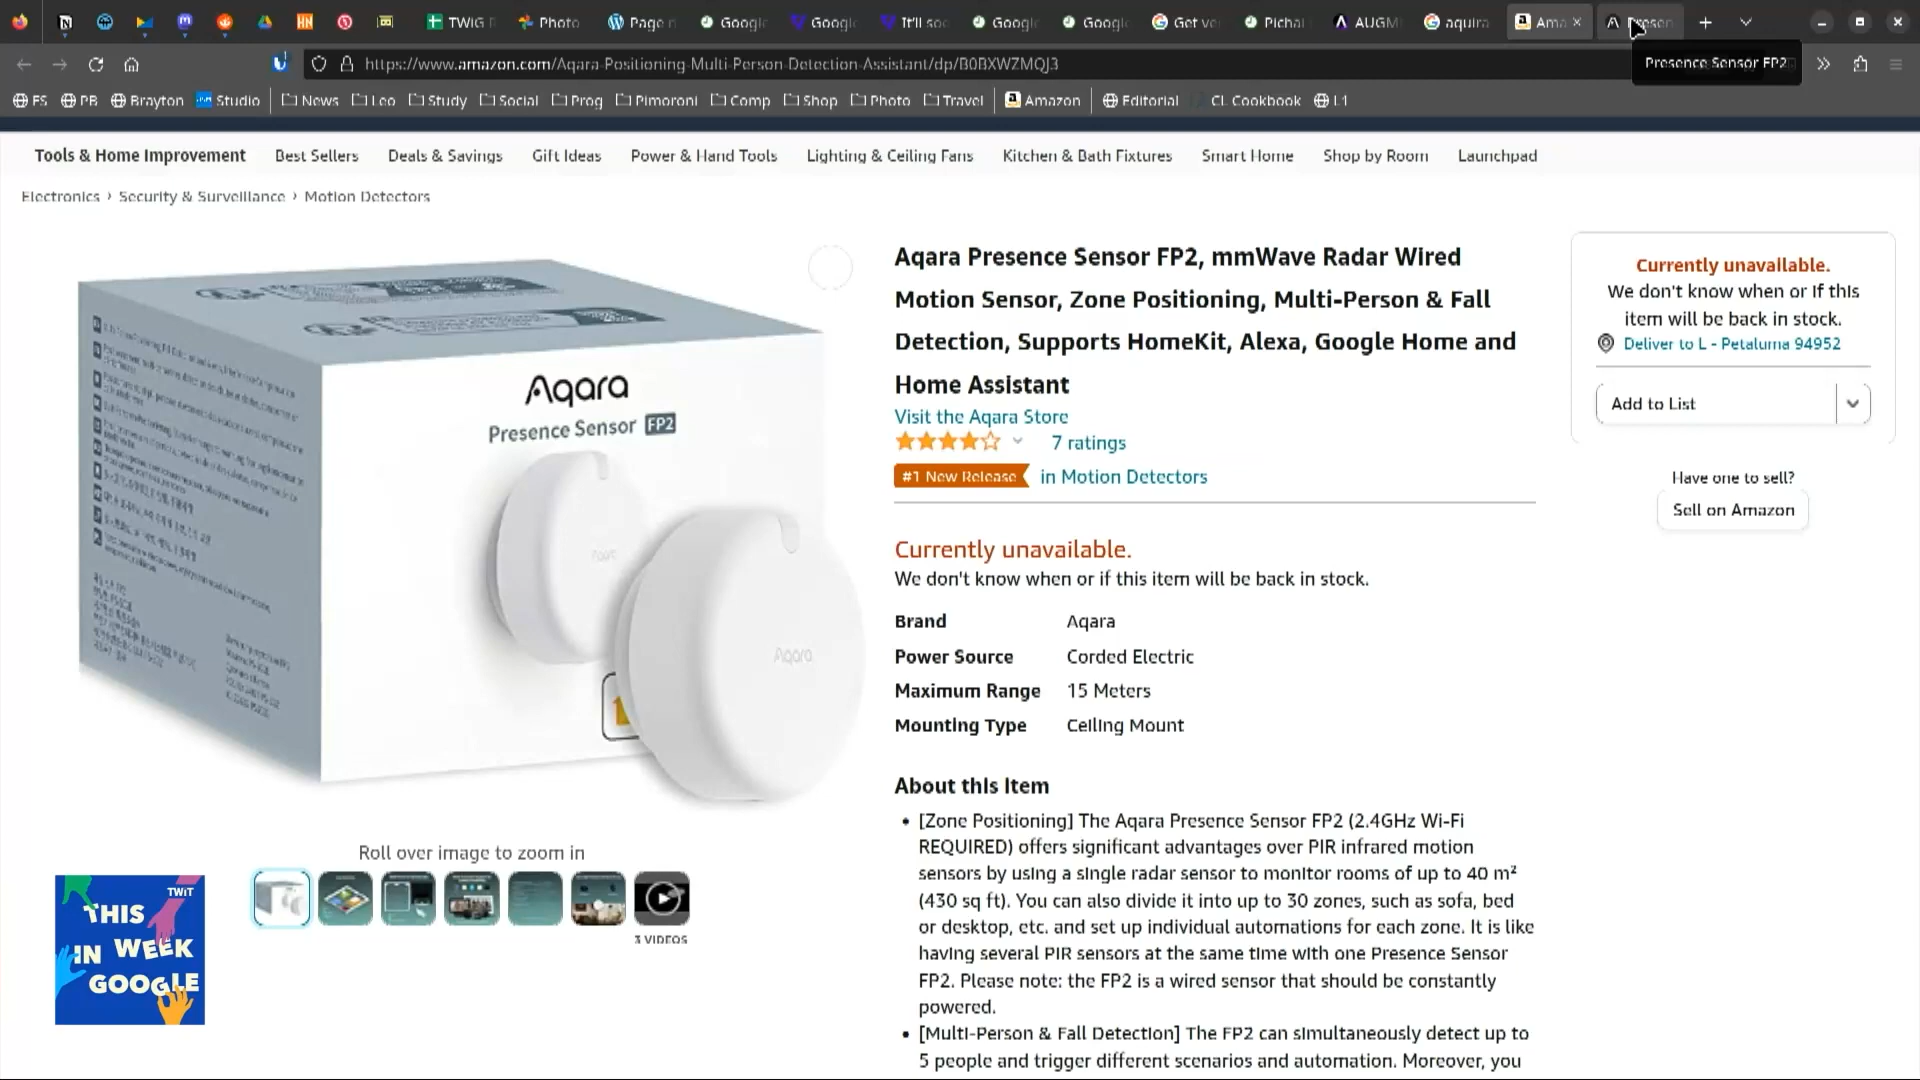 TWiG
Photo
Page
Googl
Google
It'll soo
Googl
Googl
Get ve
Pichai
AUGM
aquira
Ama
Presen
https://www.amazon.com/Aqara-Positioning-Multi-Person-Detection-Assistant/dp/B0BXWZMQJ3
Presence Sensor FP2
FS
PB
Brayton
Studio
News
Leo
Study
Social
Prog
Pimoroni
Comp
Shop
Photo
Travel
Amazon
Editorial
CL Cookbook
L1
Tools & Home Improvement
Best Sellers
Deals & Savings
Gift Ideas
Power & Hand Tools
Lighting & Ceiling Fans
Kitchen & Bath Fixtures
Smart Home
Shop by Room
Launchpad
Electronics › Security & Surveillance › Motion Detectors
Aqara
Presence Sensor FP2
Aqara
Aqara
Roll over image to zoom in
3 VIDEOS
TWiT
THIS
IN WEEK
GOOGLE
Aqara Presence Sensor FP2, mmWave Radar Wired
Motion Sensor, Zone Positioning, Multi-Person & Fall
Detection, Supports HomeKit, Alexa, Google Home and
Home Assistant
Visit the Aqara Store
7 ratings
#1 New Release in Motion Detectors
Currently unavailable.
We don't know when or if this item will be back in stock.
Brand Aqara
Power Source Corded Electric
Maximum Range 15 Meters
Mounting Type Ceiling Mount
About this item
• [Zone Positioning] The Aqara Presence Sensor FP2 (2.4GHz Wi-Fi
REQUIRED) offers significant advantages over PIR infrared motion
sensors by using a single radar sensor to monitor rooms of up to 40 m²
(430 sq ft). You can also divide it into up to 30 zones, such as sofa, bed
or desktop, etc. and set up individual automations for each zone. It is like
having several PIR sensors at the same time with one Presence Sensor
FP2. Please note: the FP2 is a wired sensor that should be constantly
powered.
• [Multi-Person & Fall Detection] The FP2 can simultaneously detect up to
5 people and trigger different scenarios and automation. Moreover, you
Currently unavailable.
We don't know when or if this
item will be back in stock.
Deliver to L - Petaluma 94952
Add to List
Have one to sell?
Sell on Amazon